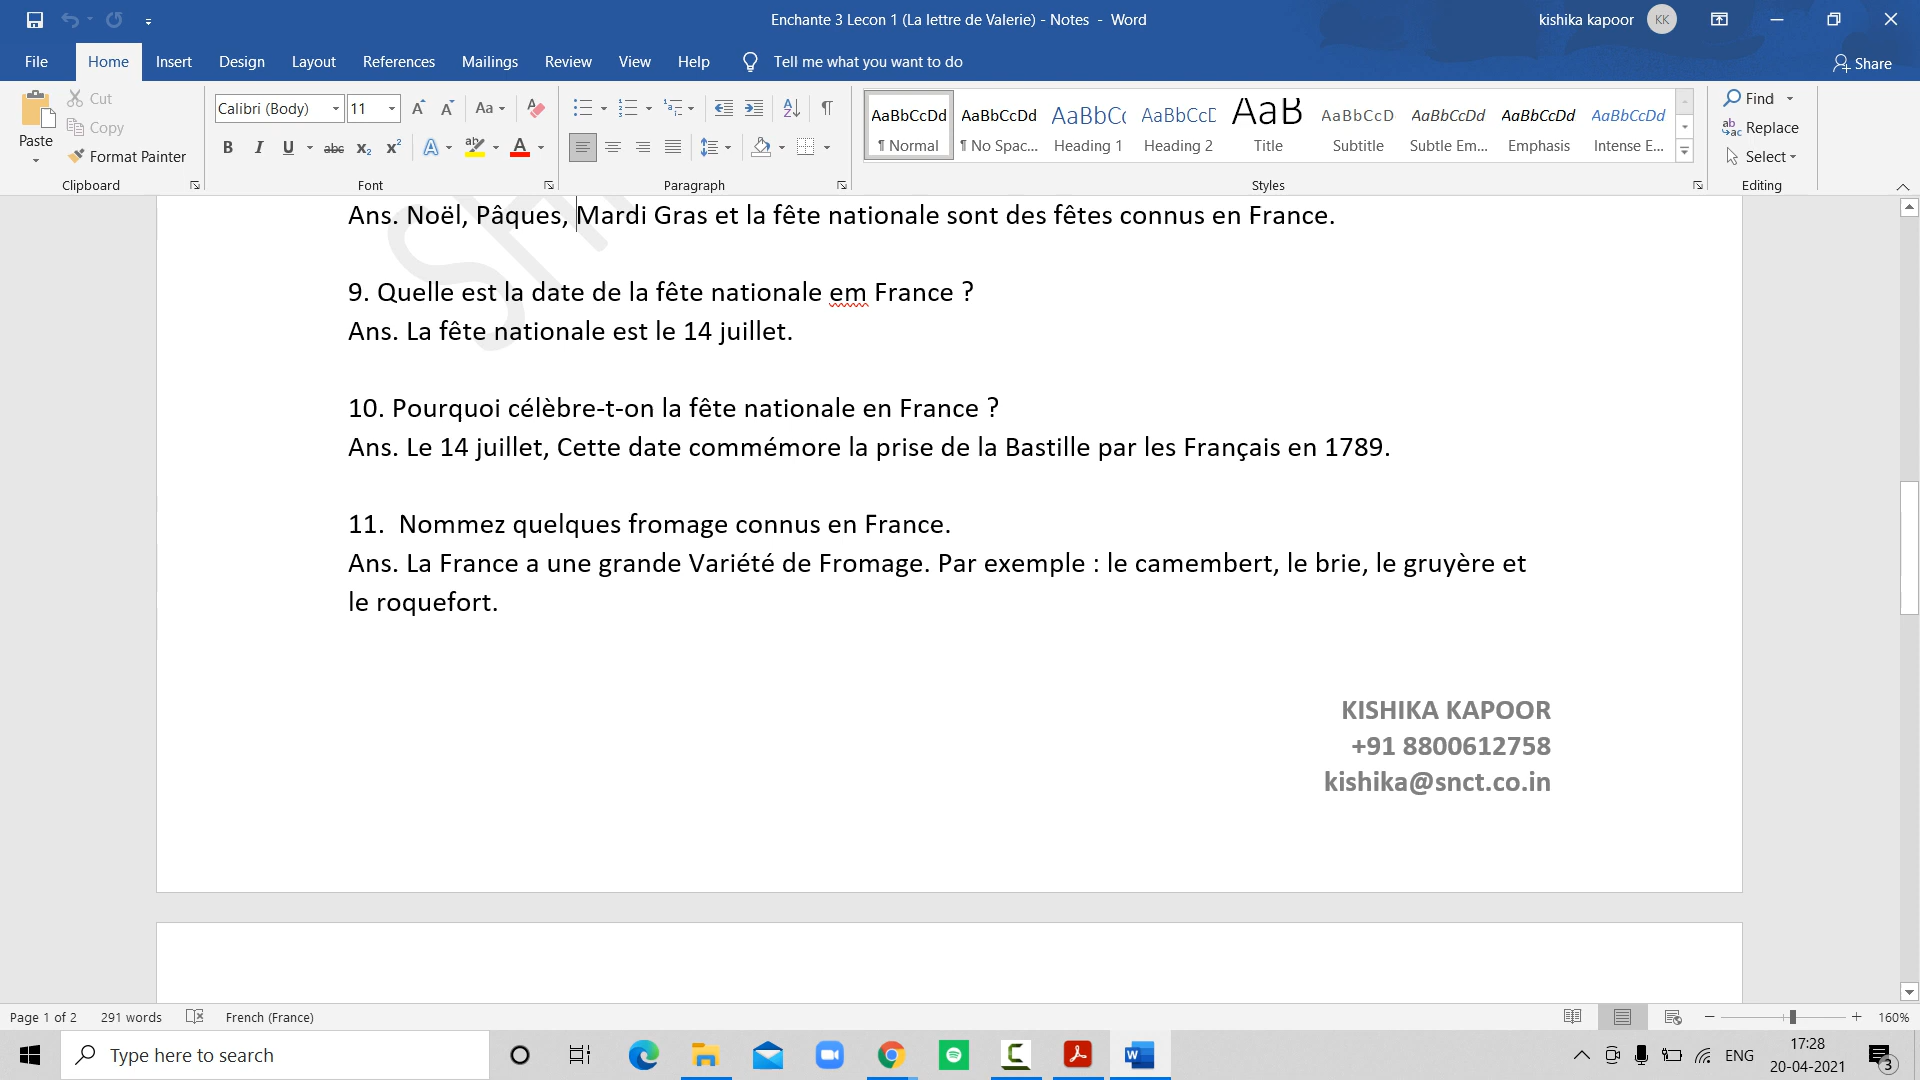 Enchante 3 Lecon 1 (La lettre de Valerie) - Notes - Word
kishika kapoor KK
File Home Insert Design Layout References Mailings Review View Help Tell me what you want to do Share
Paste Cut Copy Format Painter
Clipboard
Calibri (Body) 11
Font
Paragraph
AaBbCcDd AaBbCcDd AaBbCc AaBbCcD AaB AaBbCcD AaBbCcDd AaBbCcDd AaBbCcDd
¶ Normal ¶ No Spac... Heading 1 Heading 2 Title Subtitle Subtle Em... Emphasis Intense E...
Styles
Find
Replace
Select
Editing
Ans. Noël, Pâques, Mardi Gras et la fête nationale sont des fêtes connus en France.
9. Quelle est la date de la fête nationale em France ?
Ans. La fête nationale est le 14 juillet.
10. Pourquoi célèbre-t-on la fête nationale en France ?
Ans. Le 14 juillet, Cette date commémore la prise de la Bastille par les Français en 1789.
11. Nommez quelques fromage connus en France.
Ans. La France a une grande Variété de Fromage. Par exemple : le camembert, le brie, le gruyère et
le roquefort.
KISHIKA KAPOOR
+91 8800612758
kishika@snct.co.in
Page 1 of 2 291 words French (France) 160%
Type here to search
ENG
17:28
20-04-2021
3